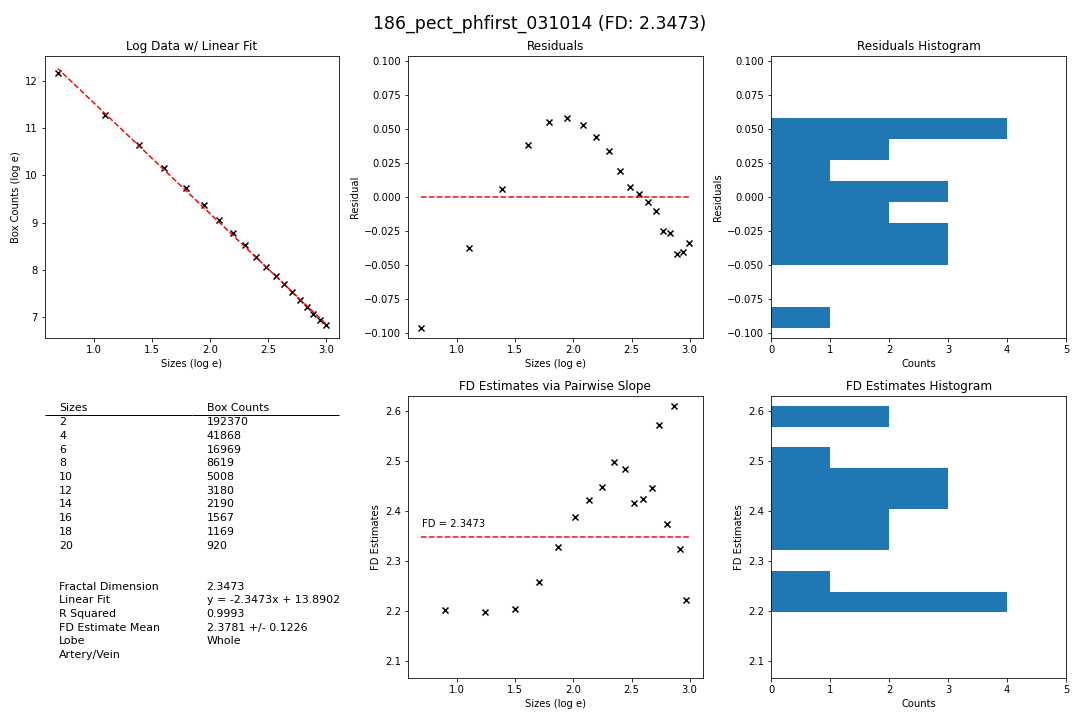 186_pect_phfirst_031014 (FD: 2.3473)
Log Data w/ Linear Fit
12
11
10
9
8
7
Box Counts (log e)
1.0 1.5 2.0 2.5 3.0
Sizes (log e)
Residuals
0.100
0.075
0.050
0.025
0.000
−0.025
−0.050
−0.075
−0.100
Residual
1.0 1.5 2.0 2.5 3.0
Sizes (log e)
Residuals Histogram
0.100
0.075
0.050
0.025
0.000
−0.025
−0.050
−0.075
−0.100
Residuals
0 1 2 3 4 5
Counts
Sizes Box Counts
2 192370
4 41868
6 16969
8 8619
10 5008
12 3180
14 2190
16 1567
18 1169
20 920
Fractal Dimension 2.3473
Linear Fit y = -2.3473x + 13.8902
R Squared 0.9993
FD Estimate Mean 2.3781 +/- 0.1226
Lobe Whole
Artery/Vein
FD Estimates via Pairwise Slope
2.6
2.5
2.4
2.3
2.2
2.1
FD Estimates
FD = 2.3473
1.0 1.5 2.0 2.5 3.0
Sizes (log e)
FD Estimates Histogram
2.6
2.5
2.4
2.3
2.2
2.1
FD Estimates
0 1 2 3 4 5
Counts